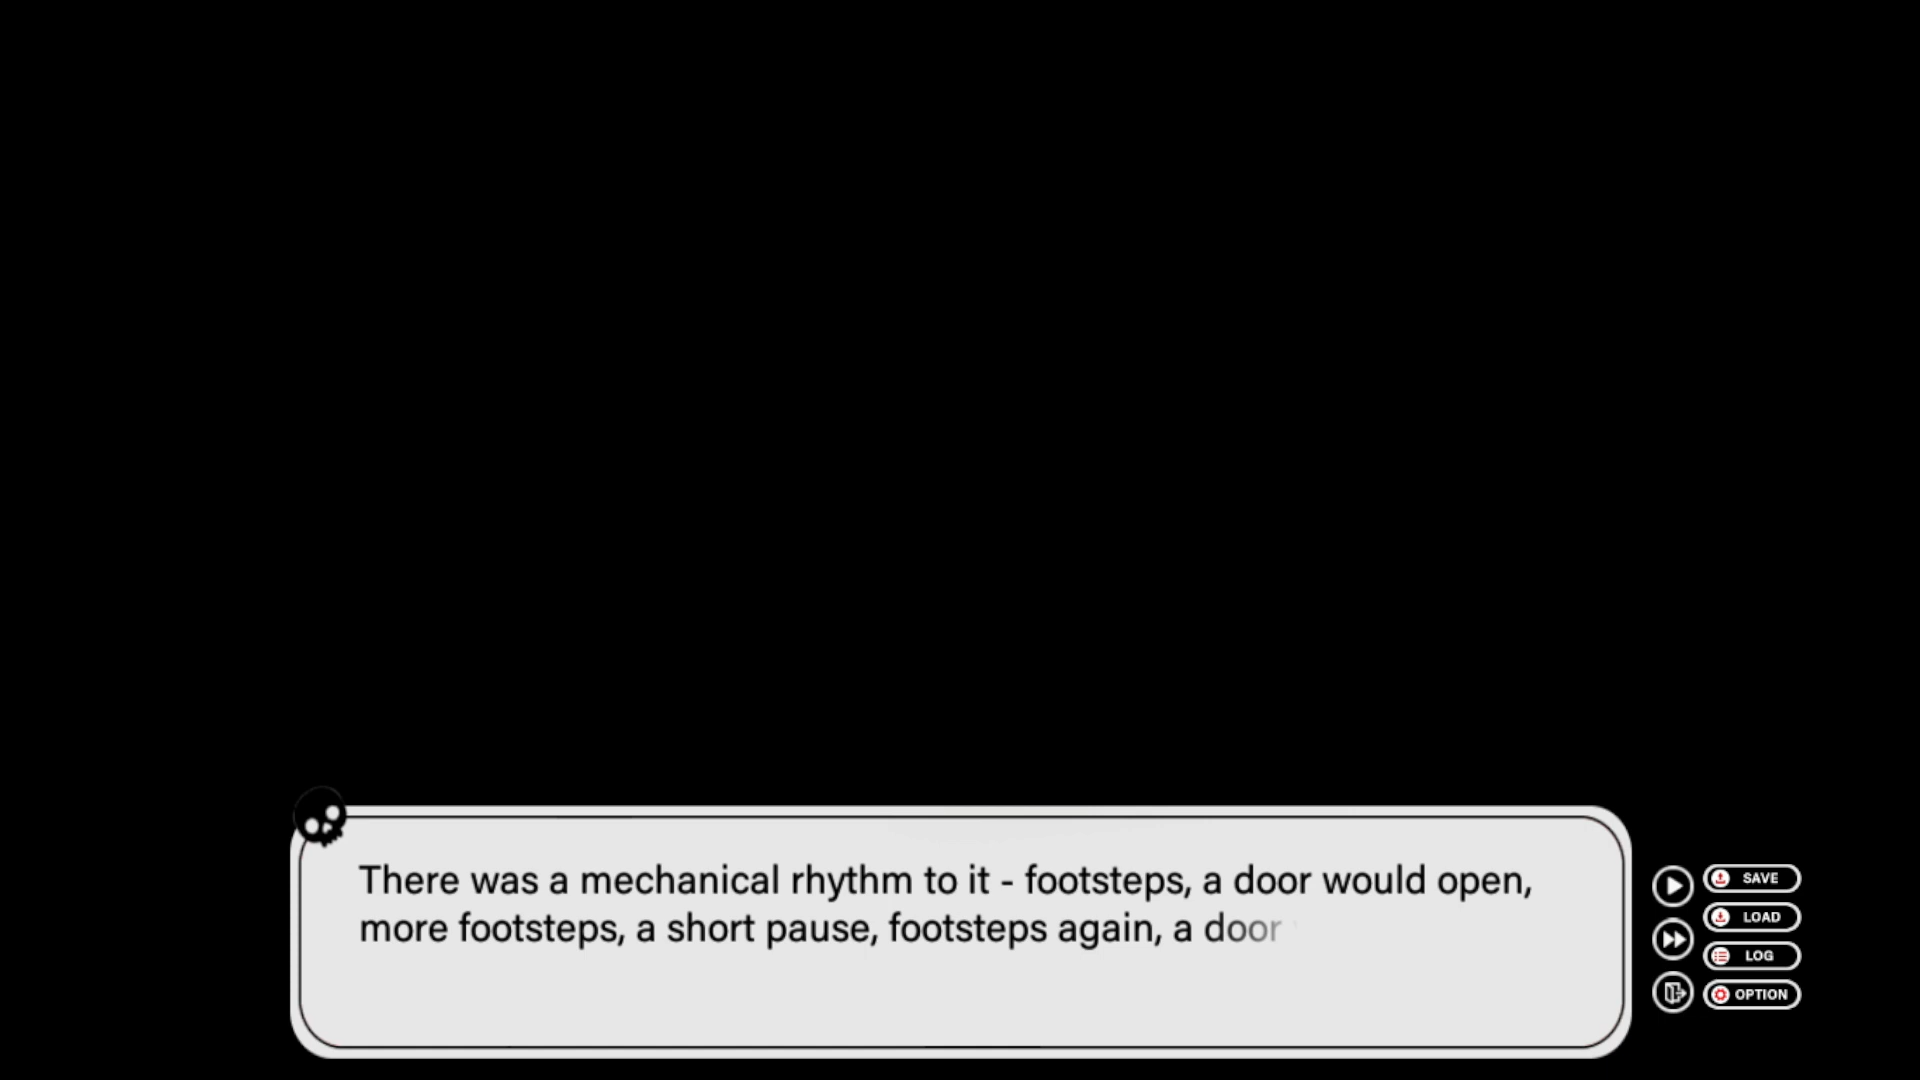 There was a mechanical rhythm to it - footsteps, a door would open,
more footsteps, a short pause, footsteps again, a door
SAVE
LOAD
LOG
OPTION